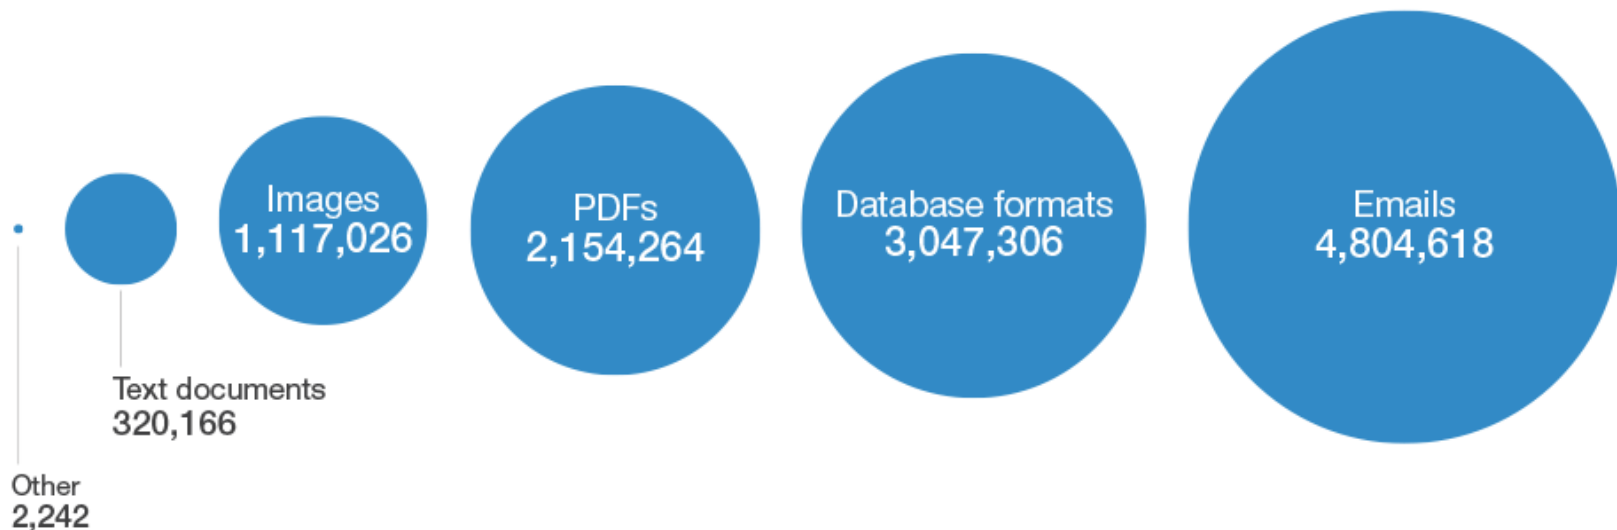 Other
2,242
Text documents
320,166
Images
1,117,026
PDFs
2,154,264
Database formats
3,047,306
Emails
4,804,618